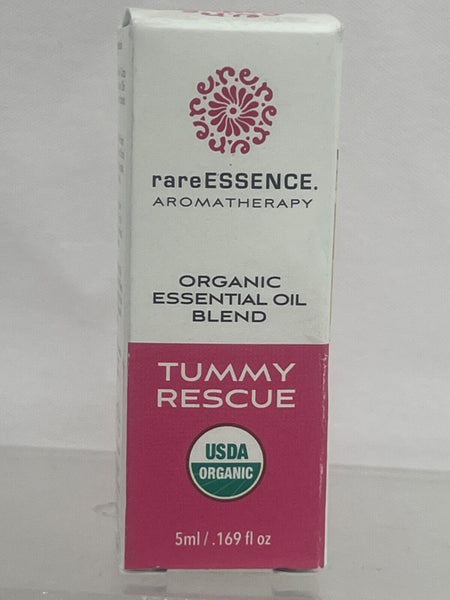 rareESSENCE.
AROMATHERAPY
ORGANIC
ESSENTIAL OIL
BLEND
TUMMY
RESCUE
USDA
ORGANIC
5ml / .169 fl oz